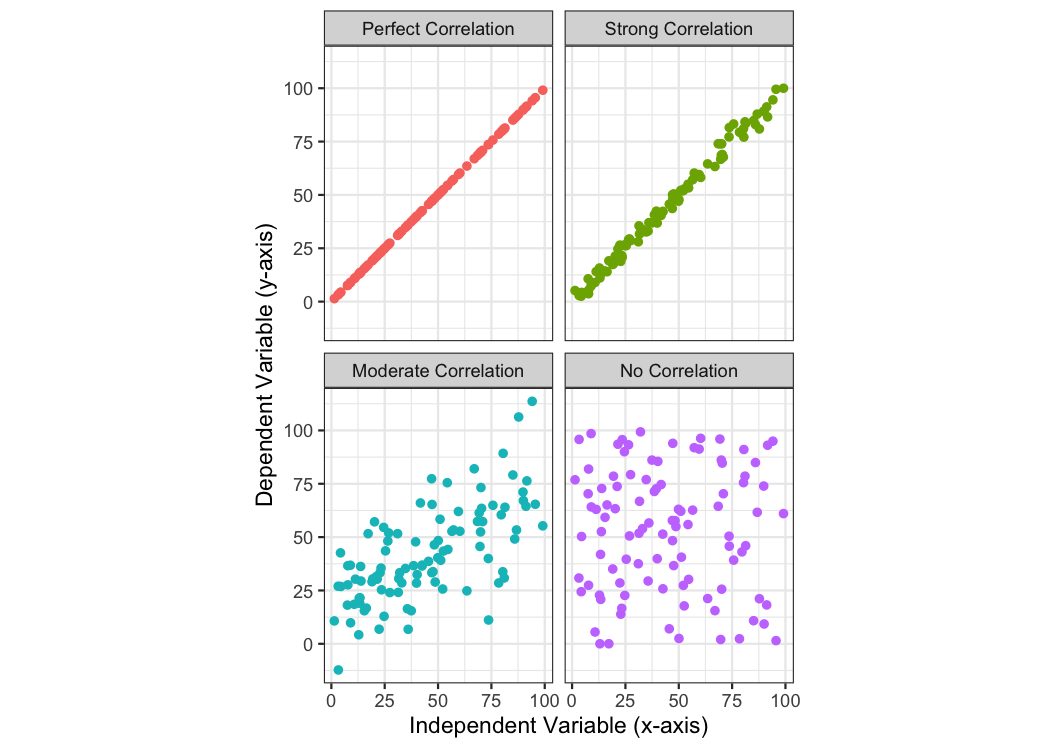 Perfect Correlation
Strong Correlation
100
75
50
25
0
Moderate Correlation
No Correlation
100
75
50
25
0
0 25 50 75 100
0 25 50 75 100
Dependent Variable (y-axis)
Independent Variable (x-axis)